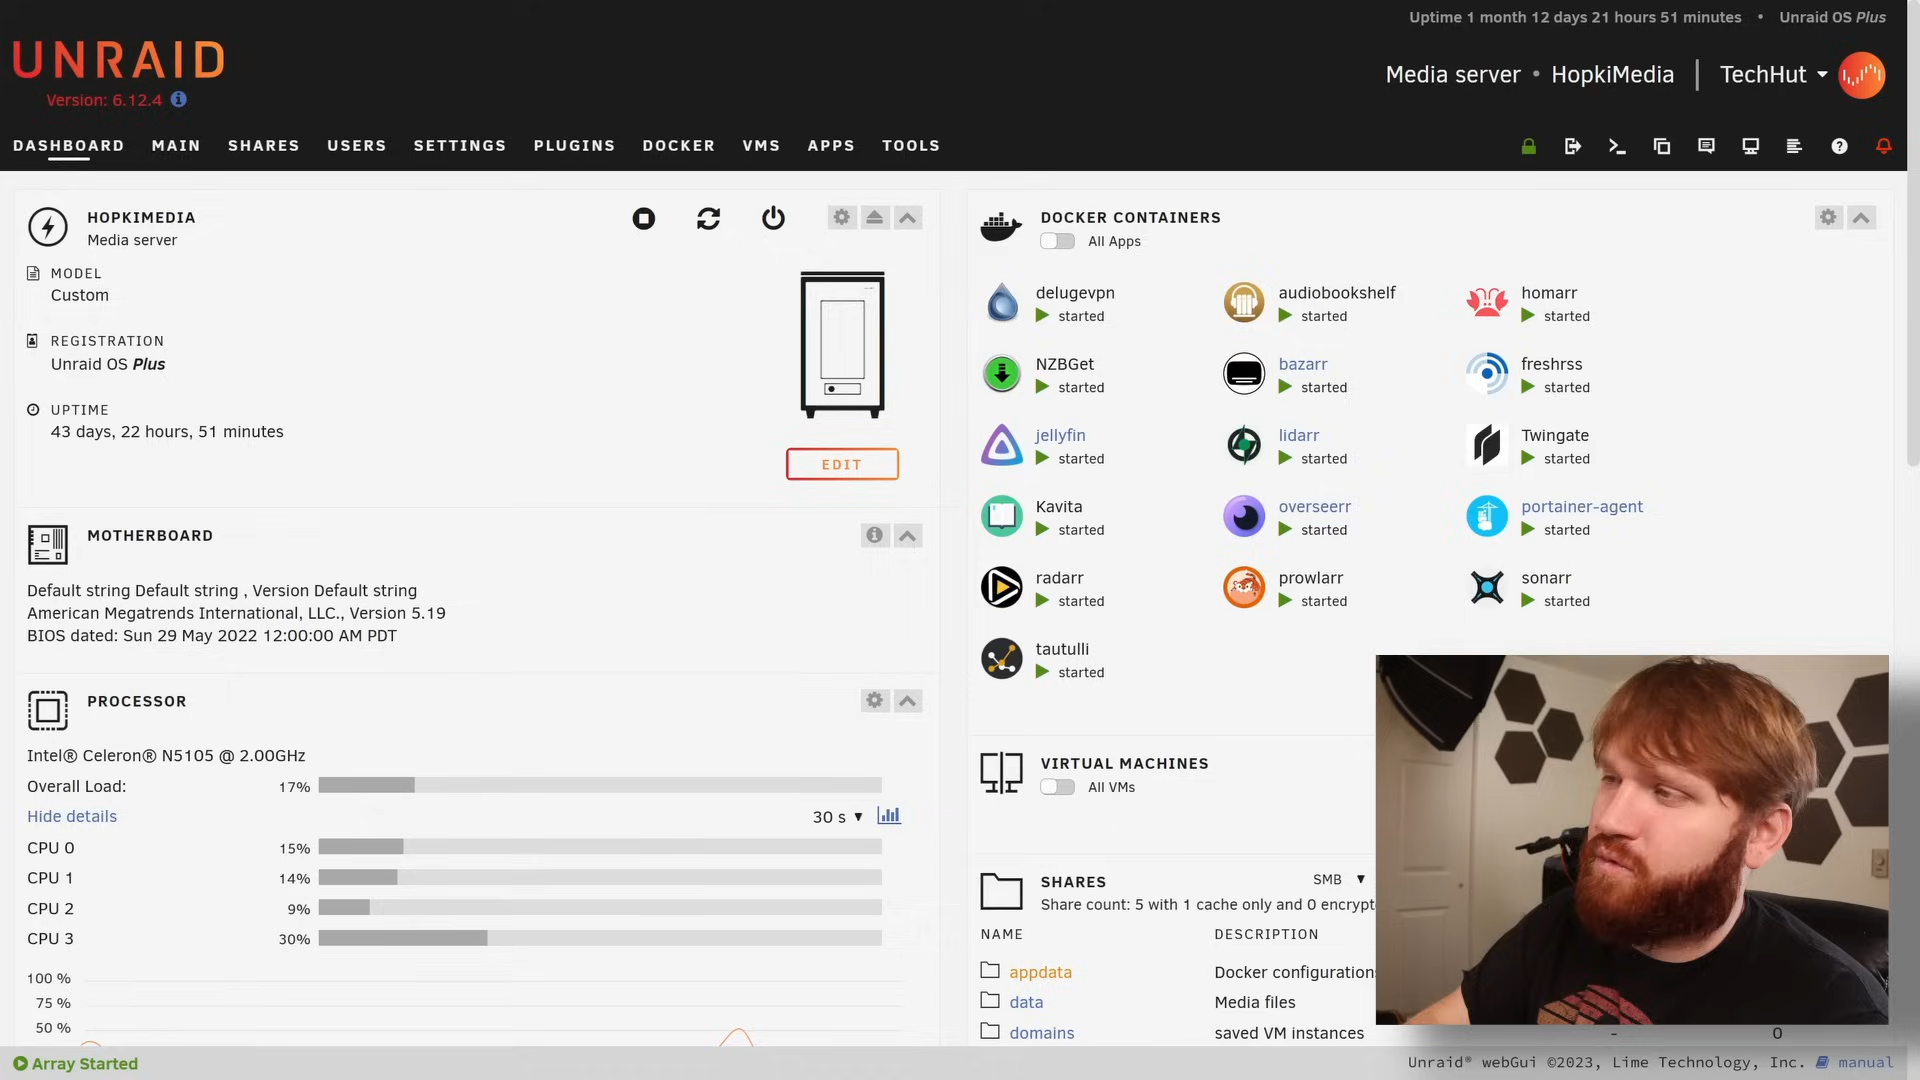 Uptime 1 month 12 days 21 hours 51 minutes • Unraid OS Plus
UNRAID
Version: 6.12.4
Media server • HopkiMedia | TechHut
DASHBOARD MAIN SHARES USERS SETTINGS PLUGINS DOCKER VMS APPS TOOLS
HOPKIMEDIA
Media server
MODEL
Custom
REGISTRATION
Unraid OS Plus
UPTIME
43 days, 22 hours, 51 minutes
EDIT
MOTHERBOARD
Default string Default string , Version Default string
American Megatrends International, LLC., Version 5.19
BIOS dated: Sun 29 May 2022 12:00:00 AM PDT
PROCESSOR
Intel® Celeron® N5105 @ 2.00GHz
Overall Load: 17%
Hide details 30 s
CPU 0 15%
CPU 1 14%
CPU 2 9%
CPU 3 30%
100 %
75 %
50 %
DOCKER CONTAINERS
All Apps
delugevpn audiobookshelf homarr
started started started
NZBGet bazarr freshrss
started started started
jellyfin lidarr Twingate
started started started
Kavita overseerr portainer-agent
started started started
radarr prowlarr sonarr
started started started
tautulli
started
VIRTUAL MACHINES
All VMs
SHARES SMB
Share count: 5 with 1 cache only and 0 encrypt
NAME DESCRIPTION
appdata Docker configurations
data Media files
domains saved VM instances - 0
Array Started
Unraid® webGui ©2023, Lime Technology, Inc. manual